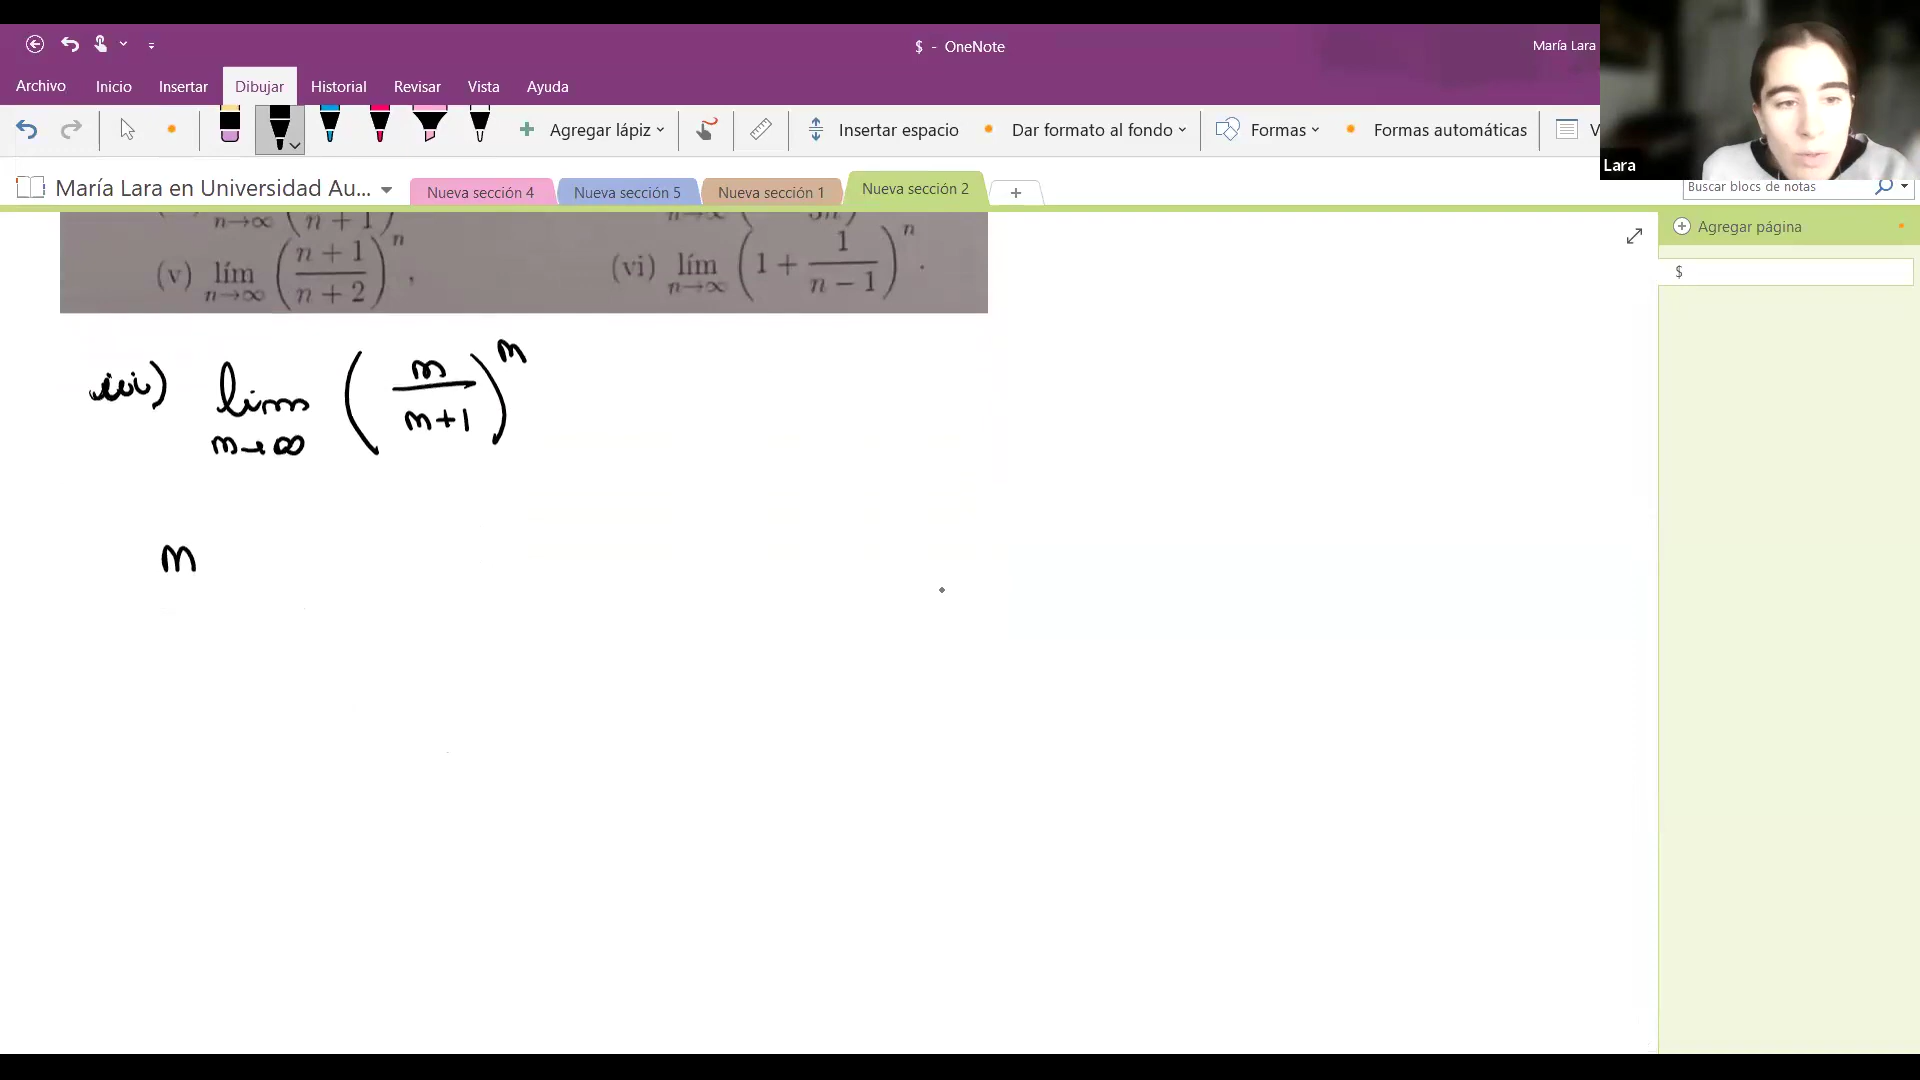 $ - OneNote
María Lara
Archivo Inicio Insertar Dibujar Historial Revisar Vista Ayuda
Agregar lápiz Insertar espacio Dar formato al fondo Formas Formas automáticas V
Lara
María Lara en Universidad Au... Nueva sección 4 Nueva sección 5 Nueva sección 1 Nueva sección 2 + Buscar blocs de notas
Agregar página
$
n→∞ (n + 1) n→∞ 3n )
(v) lím n→∞ ( (n + 1)/(n + 2) )^n , (vi) lím n→∞ ( 1 + 1/(n − 1) )^n .
iii) lim m→∞ ( m/(m+1) )^m
m